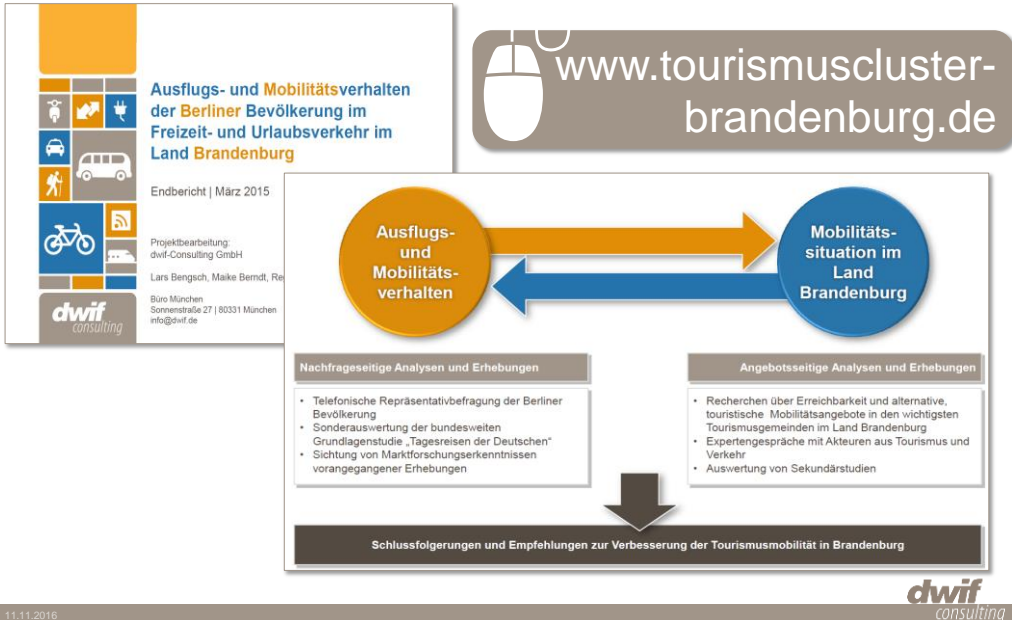 Ausflugs- und Mobilitätsverhalten
der Berliner Bevölkerung im
Freizeit- und Urlaubsverkehr im
Land Brandenburg
Endbericht | März 2015
Projektbearbeitung:
dwif-Consulting GmbH
Lars Bengsch, Maike Berndt,
Büro München
Sonnenstraße 27 | 80331 München
info@dwif.de
dwif
consulting
www.tourismuscluster-
brandenburg.de
Ausflugs-
und
Mobilitäts-
verhalten
Mobilitäts-
situation im
Land
Brandenburg
Nachfrageseitige Analysen und Erhebungen
• Telefonische Repräsentativbefragung der Berliner
Bevölkerung
• Sonderauswertung der bundesweiten
Grundlagenstudie „Tagesreisen der Deutschen“
• Sichtung von Marktforschungserkenntnissen
vorangegangener Erhebungen
Angebotsseitige Analysen und Erhebungen
• Recherchen über Erreichbarkeit und alternative,
touristische Mobilitätsangebote in den wichtigsten
Tourismusgemeinden im Land Brandenburg
• Expertengespräche mit Akteuren aus Tourismus und
Verkehr
• Auswertung von Sekundärstudien
Schlussfolgerungen und Empfehlungen zur Verbesserung der Tourismusmobilität in Brandenburg
11.11.2016
dwif
consulting